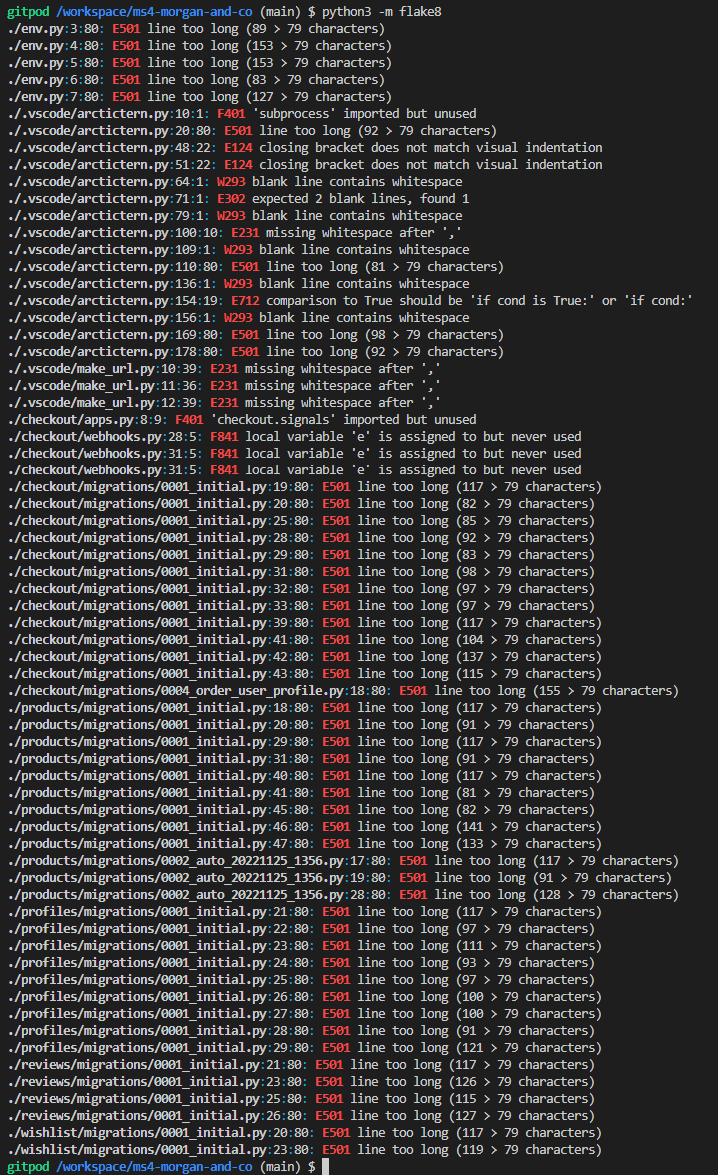 gitpod /workspace/ms4-morgan-and-co (main) $ python3 -m flake8
./env.py:3:80: E501 line too long (89 > 79 characters)
./env.py:4:80: E501 line too long (153 > 79 characters)
./env.py:5:80: E501 line too long (153 > 79 characters)
./env.py:6:80: E501 line too long (83 > 79 characters)
./env.py:7:80: E501 line too long (127 > 79 characters)
./.vscode/arctictern.py:10:1: F401 'subprocess' imported but unused
./.vscode/arctictern.py:20:80: E501 line too long (92 > 79 characters)
./.vscode/arctictern.py:48:22: E124 closing bracket does not match visual indentation
./.vscode/arctictern.py:51:22: E124 closing bracket does not match visual indentation
./.vscode/arctictern.py:64:1: W293 blank line contains whitespace
./.vscode/arctictern.py:71:1: E302 expected 2 blank lines, found 1
./.vscode/arctictern.py:79:1: W293 blank line contains whitespace
./.vscode/arctictern.py:100:10: E231 missing whitespace after ','
./.vscode/arctictern.py:109:1: W293 blank line contains whitespace
./.vscode/arctictern.py:110:80: E501 line too long (81 > 79 characters)
./.vscode/arctictern.py:136:1: W293 blank line contains whitespace
./.vscode/arctictern.py:154:19: E712 comparison to True should be 'if cond is True:' or 'if cond:'
./.vscode/arctictern.py:156:1: W293 blank line contains whitespace
./.vscode/arctictern.py:169:80: E501 line too long (98 > 79 characters)
./.vscode/arctictern.py:178:80: E501 line too long (92 > 79 characters)
./.vscode/make_url.py:10:39: E231 missing whitespace after ','
./.vscode/make_url.py:11:36: E231 missing whitespace after ','
./.vscode/make_url.py:12:39: E231 missing whitespace after ','
./checkout/apps.py:8:9: F401 'checkout.signals' imported but unused
./checkout/webhooks.py:28:5: F841 local variable 'e' is assigned to but never used
./checkout/webhooks.py:31:5: F841 local variable 'e' is assigned to but never used
./checkout/webhooks.py:31:5: F841 local variable 'e' is assigned to but never used
./checkout/migrations/0001_initial.py:19:80: E501 line too long (117 > 79 characters)
./checkout/migrations/0001_initial.py:20:80: E501 line too long (82 > 79 characters)
./checkout/migrations/0001_initial.py:25:80: E501 line too long (85 > 79 characters)
./checkout/migrations/0001_initial.py:28:80: E501 line too long (92 > 79 characters)
./checkout/migrations/0001_initial.py:29:80: E501 line too long (83 > 79 characters)
./checkout/migrations/0001_initial.py:31:80: E501 line too long (98 > 79 characters)
./checkout/migrations/0001_initial.py:32:80: E501 line too long (97 > 79 characters)
./checkout/migrations/0001_initial.py:33:80: E501 line too long (97 > 79 characters)
./checkout/migrations/0001_initial.py:39:80: E501 line too long (117 > 79 characters)
./checkout/migrations/0001_initial.py:41:80: E501 line too long (104 > 79 characters)
./checkout/migrations/0001_initial.py:42:80: E501 line too long (137 > 79 characters)
./checkout/migrations/0001_initial.py:43:80: E501 line too long (115 > 79 characters)
./checkout/migrations/0004_order_user_profile.py:18:80: E501 line too long (155 > 79 characters)
./products/migrations/0001_initial.py:18:80: E501 line too long (117 > 79 characters)
./products/migrations/0001_initial.py:20:80: E501 line too long (91 > 79 characters)
./products/migrations/0001_initial.py:29:80: E501 line too long (117 > 79 characters)
./products/migrations/0001_initial.py:31:80: E501 line too long (91 > 79 characters)
./products/migrations/0001_initial.py:40:80: E501 line too long (117 > 79 characters)
./products/migrations/0001_initial.py:41:80: E501 line too long (81 > 79 characters)
./products/migrations/0001_initial.py:45:80: E501 line too long (82 > 79 characters)
./products/migrations/0001_initial.py:46:80: E501 line too long (141 > 79 characters)
./products/migrations/0001_initial.py:47:80: E501 line too long (133 > 79 characters)
./products/migrations/0002_auto_20221125_1356.py:17:80: E501 line too long (117 > 79 characters)
./products/migrations/0002_auto_20221125_1356.py:19:80: E501 line too long (91 > 79 characters)
./products/migrations/0002_auto_20221125_1356.py:28:80: E501 line too long (128 > 79 characters)
./profiles/migrations/0001_initial.py:21:80: E501 line too long (117 > 79 characters)
./profiles/migrations/0001_initial.py:22:80: E501 line too long (97 > 79 characters)
./profiles/migrations/0001_initial.py:23:80: E501 line too long (111 > 79 characters)
./profiles/migrations/0001_initial.py:24:80: E501 line too long (93 > 79 characters)
./profiles/migrations/0001_initial.py:25:80: E501 line too long (97 > 79 characters)
./profiles/migrations/0001_initial.py:26:80: E501 line too long (100 > 79 characters)
./profiles/migrations/0001_initial.py:27:80: E501 line too long (100 > 79 characters)
./profiles/migrations/0001_initial.py:28:80: E501 line too long (91 > 79 characters)
./profiles/migrations/0001_initial.py:29:80: E501 line too long (121 > 79 characters)
./reviews/migrations/0001_initial.py:21:80: E501 line too long (117 > 79 characters)
./reviews/migrations/0001_initial.py:23:80: E501 line too long (126 > 79 characters)
./reviews/migrations/0001_initial.py:25:80: E501 line too long (115 > 79 characters)
./reviews/migrations/0001_initial.py:26:80: E501 line too long (127 > 79 characters)
./wishlist/migrations/0001_initial.py:20:80: E501 line too long (117 > 79 characters)
./wishlist/migrations/0001_initial.py:23:80: E501 line too long (119 > 79 characters)
gitpod /workspace/ms4-morgan-and-co (main) $